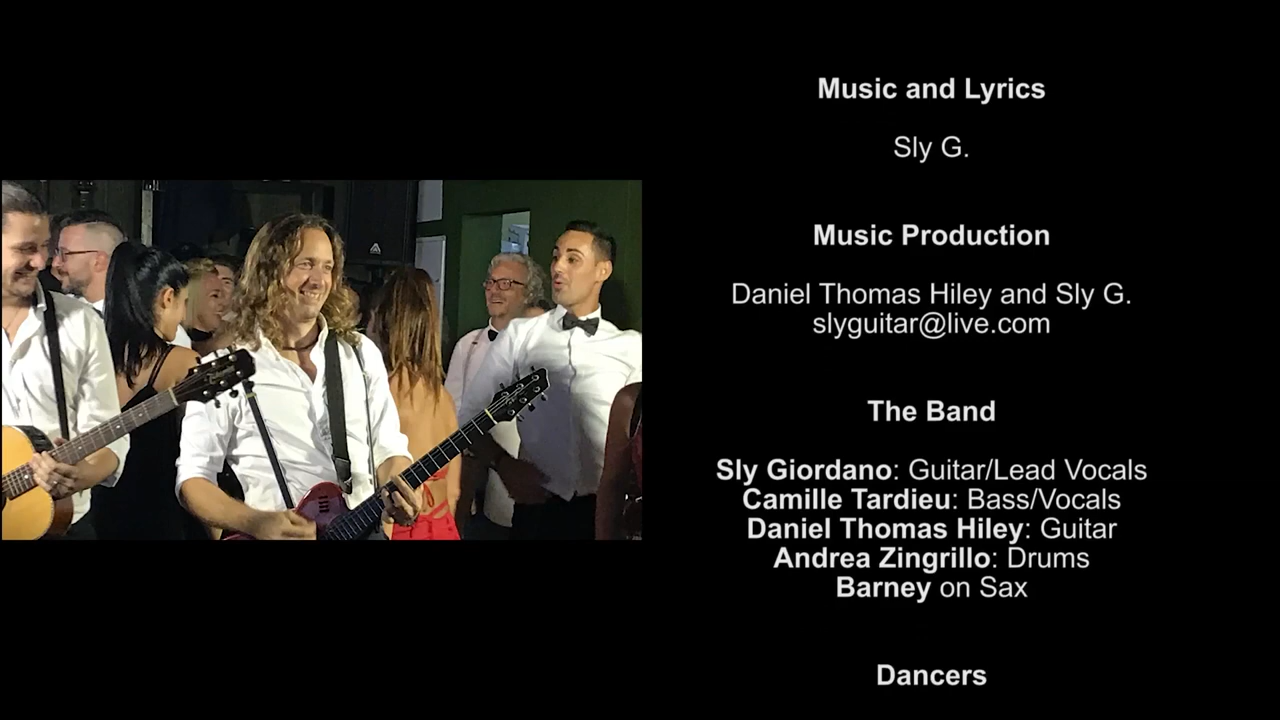 Music and Lyrics
Sly G.
Music Production
Daniel Thomas Hiley and Sly G.
slyguitar@live.com
The Band
Sly Giordano: Guitar/Lead Vocals
Camille Tardieu: Bass/Vocals
Daniel Thomas Hiley: Guitar
Andrea Zingrillo: Drums
Barney on Sax
Dancers